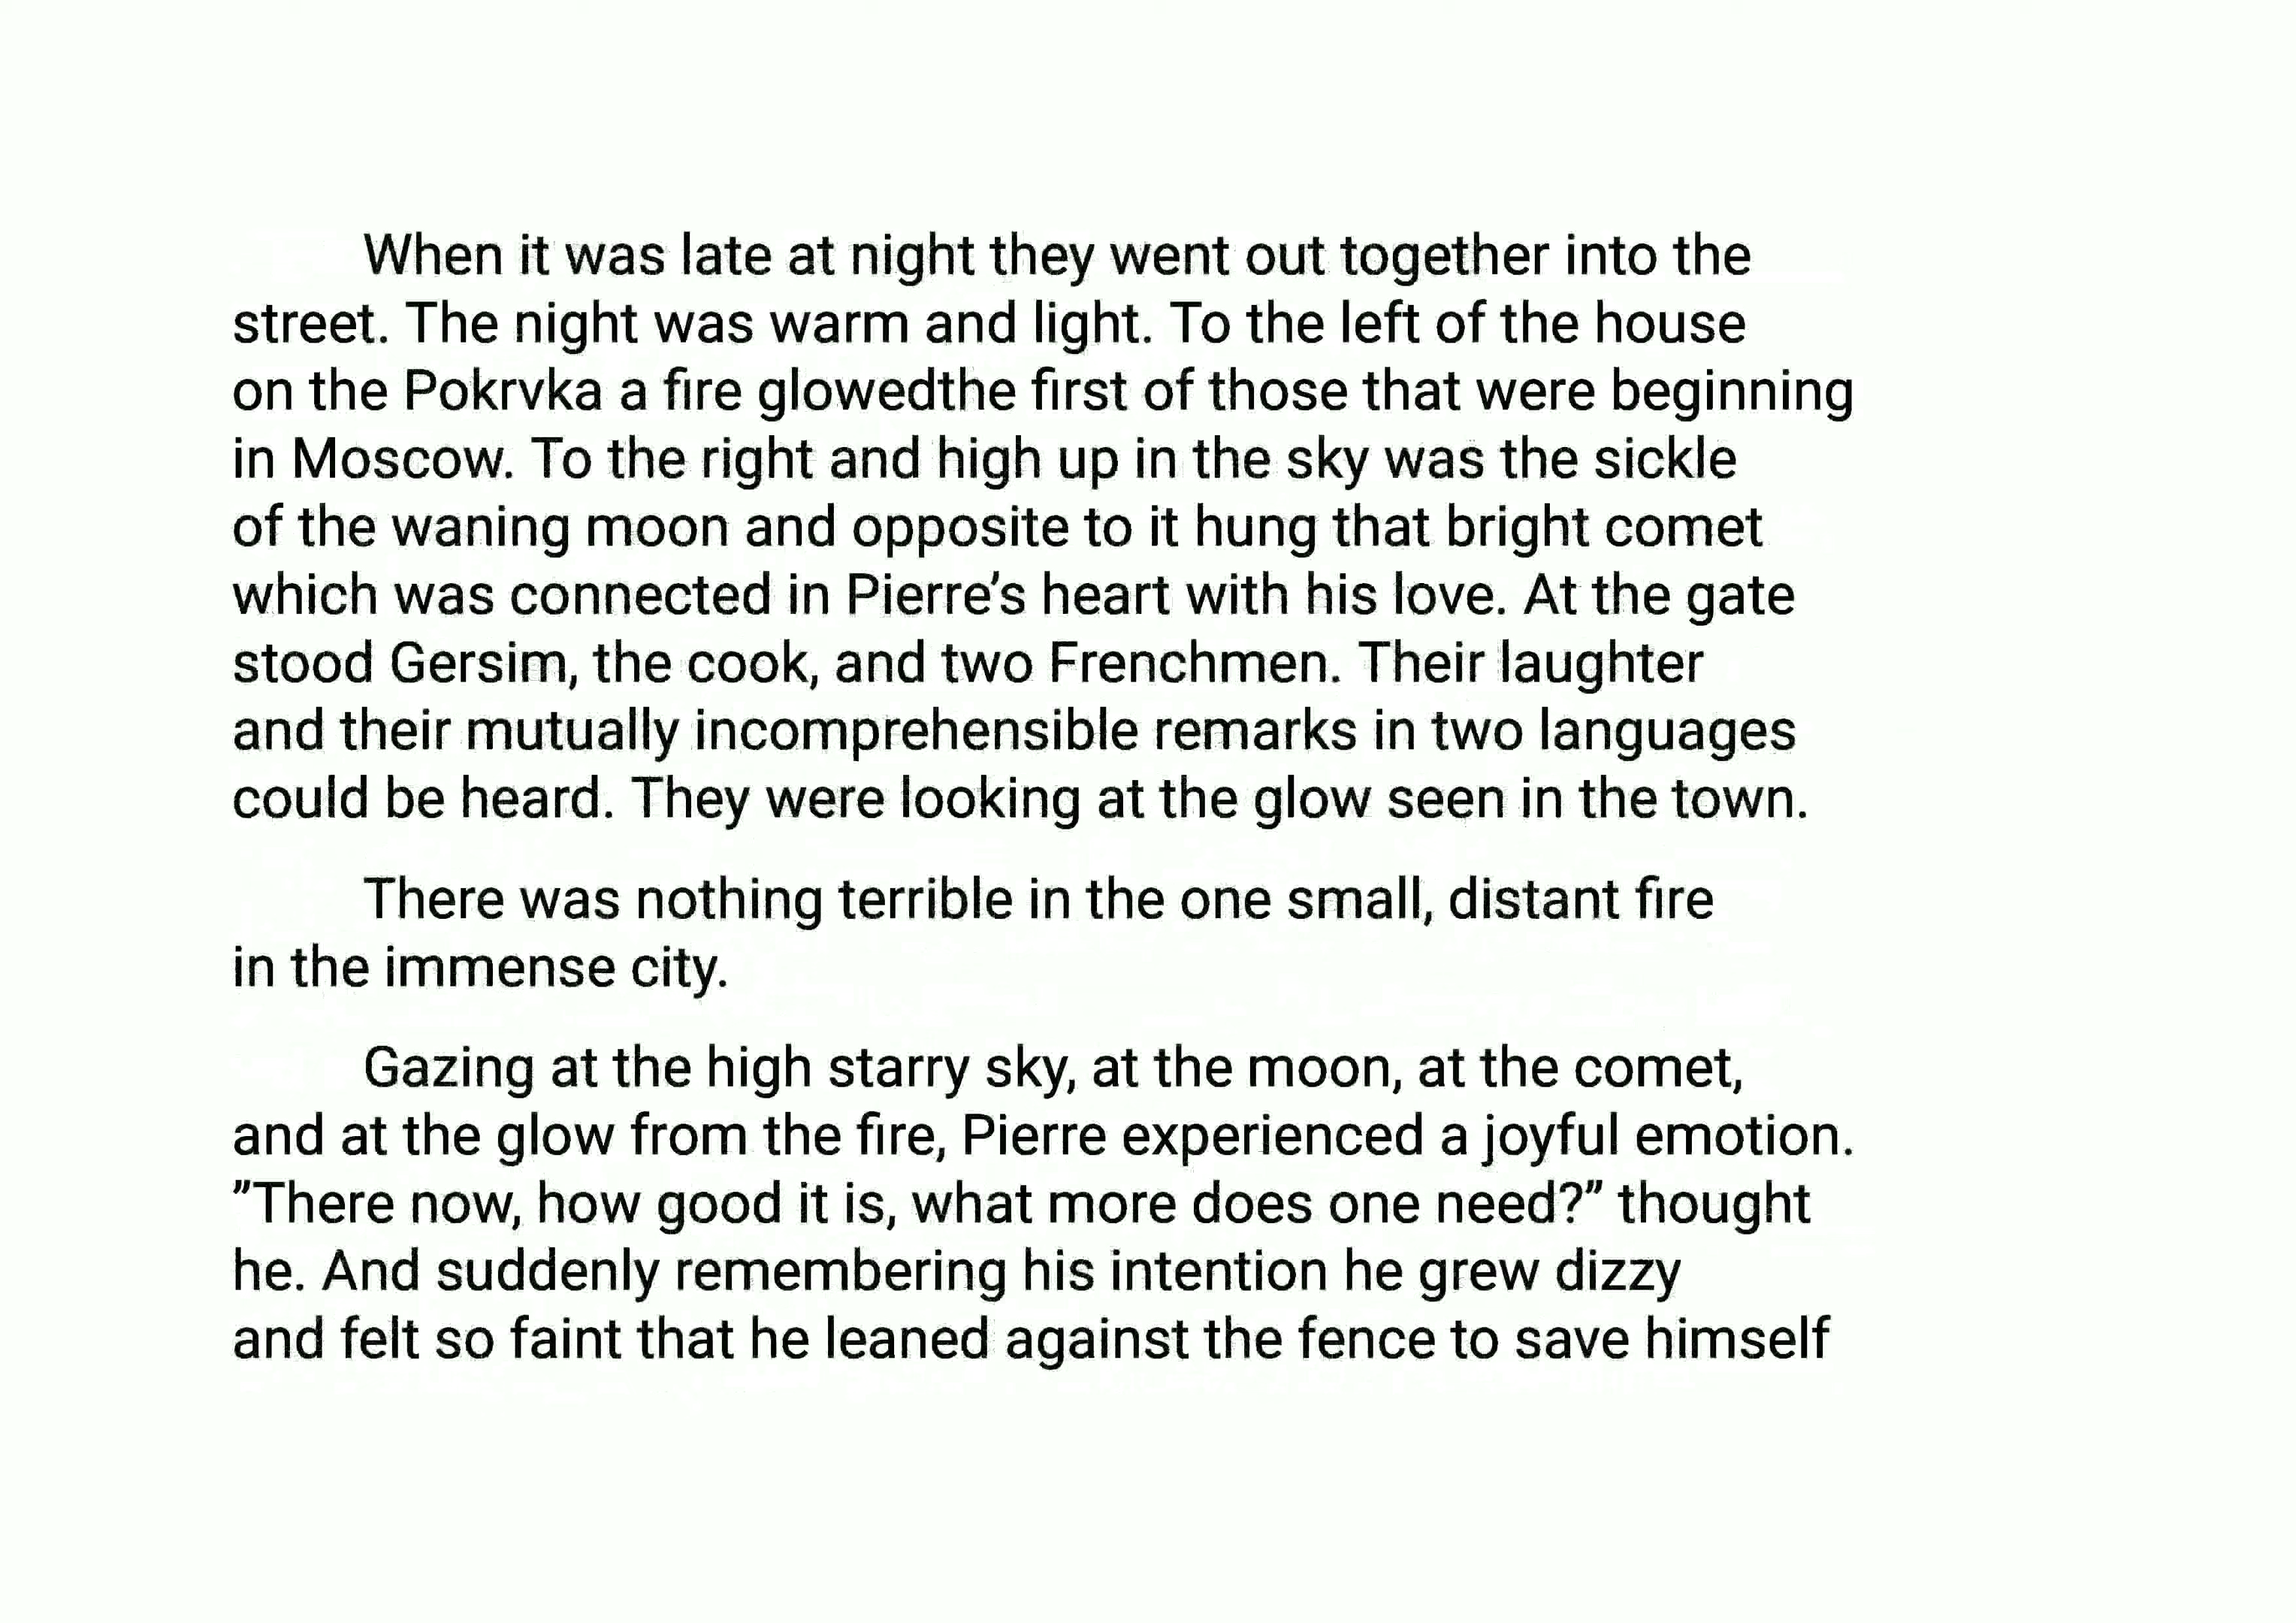 When it was late at night they went out together into the
street. The night was warm and light. To the left of the house
on the Pokrvka a fire glowedthe first of those that were beginning
in Moscow. To the right and high up in the sky was the sickle
of the waning moon and opposite to it hung that bright comet
which was connected in Pierre's heart with his love. At the gate
stood Gersim, the cook, and two Frenchmen. Their laughter
and their mutually incomprehensible remarks in two languages
could be heard. They were looking at the glow seen in the town.
There was nothing terrible in the one small, distant fire
in the immense city.
Gazing at the high starry sky, at the moon, at the comet,
and at the glow from the fire, Pierre experienced a joyful emotion.
”There now, how good it is, what more does one need?” thought
he. And suddenly remembering his intention he grew dizzy
and felt so faint that he leaned against the fence to save himself